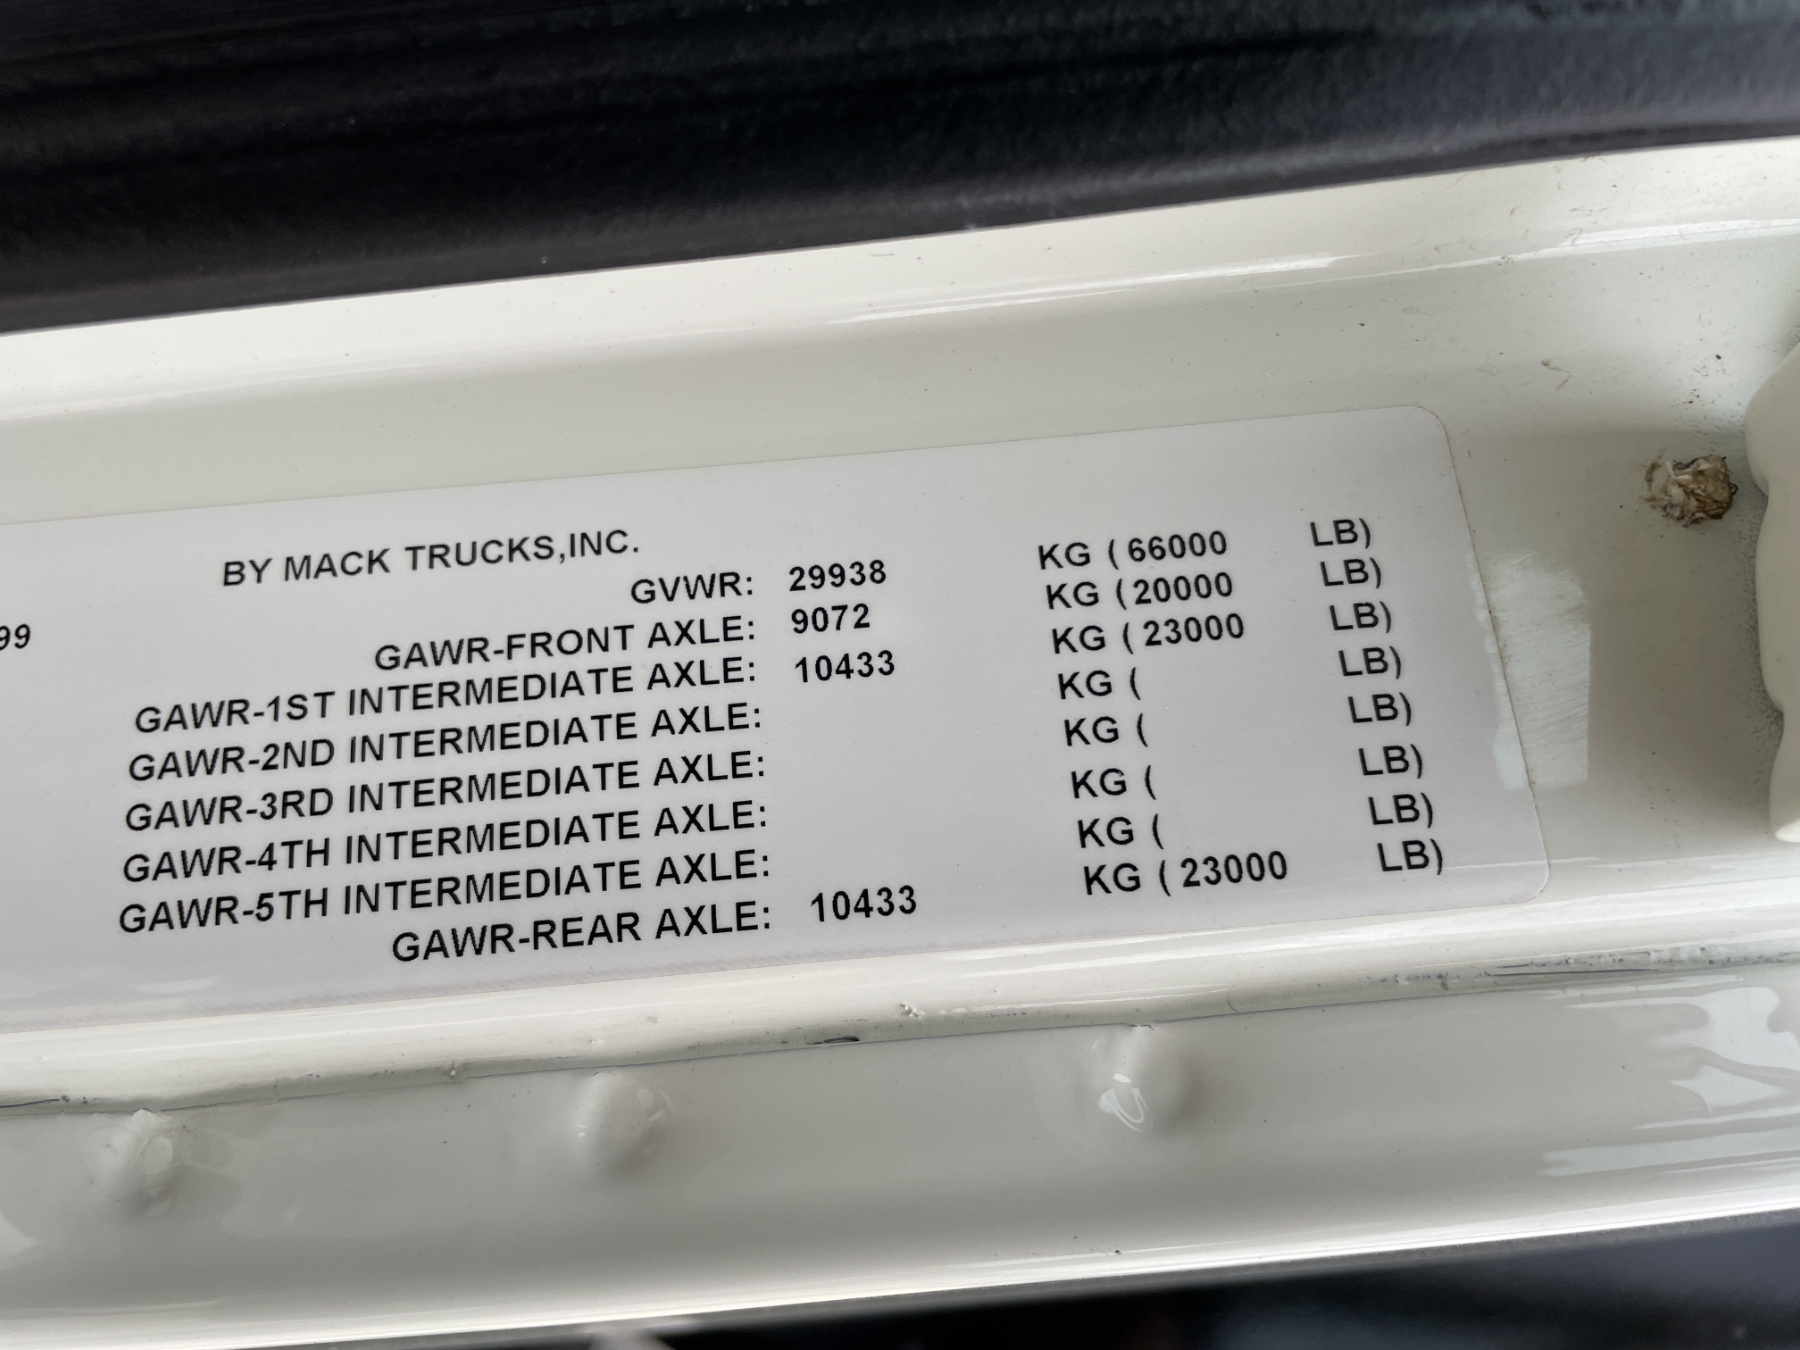 BY MACK TRUCKS,INC.
GVWR: 29938 KG (66000 LB)
99
GAWR-FRONT AXLE: 9072 KG (20000 LB)
GAWR-1ST INTERMEDIATE AXLE: 10433 KG (23000 LB)
GAWR-2ND INTERMEDIATE AXLE: KG ( LB)
GAWR-3RD INTERMEDIATE AXLE: KG ( LB)
GAWR-4TH INTERMEDIATE AXLE: KG ( LB)
GAWR-5TH INTERMEDIATE AXLE: KG ( LB)
GAWR-REAR AXLE: 10433 KG (23000 LB)